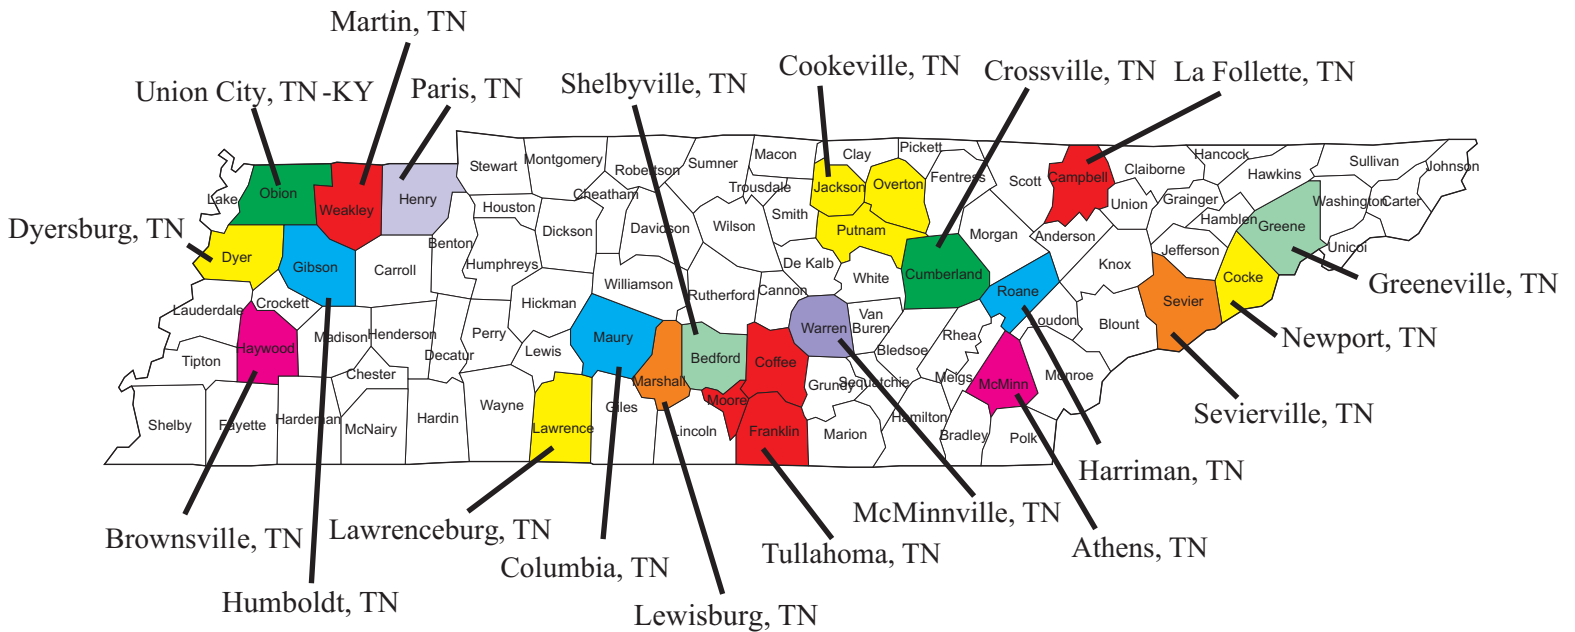 Martin, TN
Union City, TN-KY
Paris, TN
Shelbyville, TN
Cookeville, TN
Crossville, TN
La Follette, TN
Dyersburg, TN
Greeneville, TN
Newport, TN
Sevierville, TN
Harriman, TN
Athens, TN
McMinnville, TN
Tullahoma, TN
Lewisburg, TN
Columbia, TN
Lawrenceburg, TN
Humboldt, TN
Brownsville, TN
Lake
Obion
Weakley
Henry
Stewart
Montgomery
Robertson
Sumner
Macon
Trousdale
Clay
Pickett
Jackson
Overton
Fentress
Scott
Campbell
Claiborne
Hancock
Hawkins
Sullivan
Johnson
Washington
Carter
Unicoi
Greene
Hamblen
Grainger
Union
Anderson
Morgan
Putnam
Smith
Wilson
Davidson
Cheatham
Dickson
Houston
Benton
Humphreys
Carroll
Gibson
Dyer
Lauderdale
Crockett
Haywood
Madison
Henderson
Decatur
Perry
Hickman
Williamson
Rutherford
Cannon
De Kalb
White
Cumberland
Roane
Knox
Jefferson
Cocke
Sevier
Blount
Loudon
Monroe
McMinn
Meigs
Rhea
Bledsoe
Van
Buren
Warren
Coffee
Bedford
Marshall
Maury
Lewis
Tipton
Shelby
Fayette
Hardeman
Chester
McNairy
Hardin
Wayne
Lawrence
Giles
Lincoln
Moore
Franklin
Grundy
Sequatchie
Marion
Hamilton
Bradley
Polk